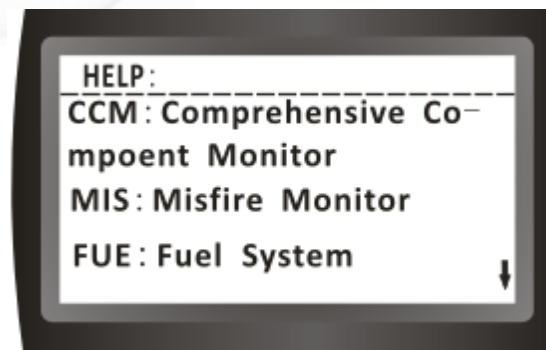 HELP:
CCM: Comprehensive Co-
mpoent Monitor
MIS: Misfire Monitor
FUE: Fuel System